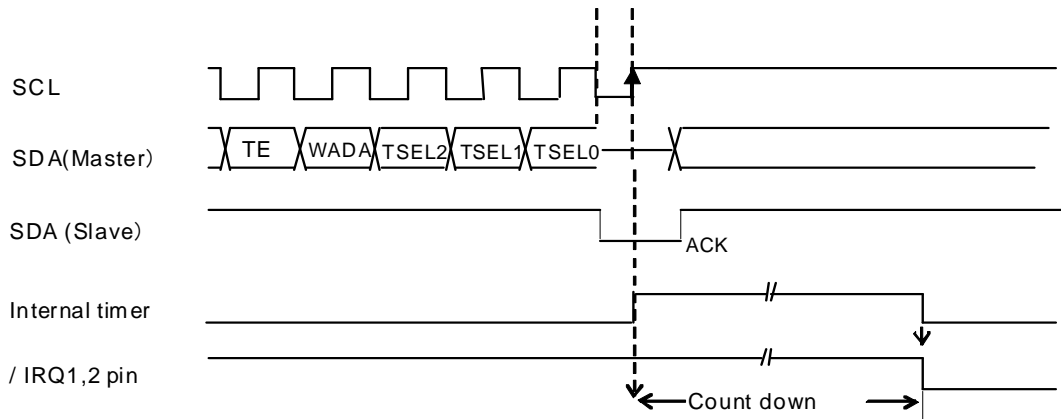 SCL
SDA(Master) TE WADA TSEL2 TSEL1 TSEL0
SDA (Slave) ACK
Internal timer
/ IRQ1,2 pin
Count down